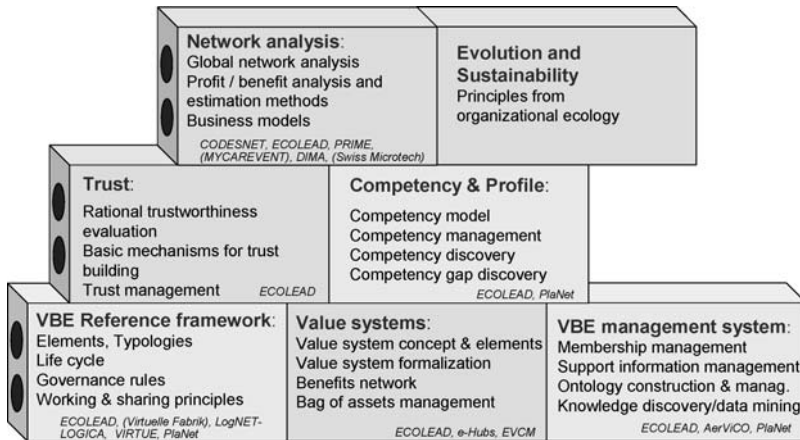 Network analysis:
Global network analysis
Profit / benefit analysis and
estimation methods
Business models
CODESNET, ECOLEAD, PRIME,
(MYCAREVENT), DIMA, (Swiss Microtech)
Evolution and
Sustainability
Principles from
organizational ecology
Trust:
Rational trustworthiness
evaluation
Basic mechanisms for trust
building
Trust management
ECOLEAD
Competency & Profile:
Competency model
Competency management
Competency discovery
Competency gap discovery
ECOLEAD, PlaNet
VBE Reference framework:
Elements, Typologies
Life cycle
Governance rules
Working & sharing principles
ECOLEAD, (Virtuelle Fabrik), LogNET-
LOGICA, VIRTUE, PlaNet
Value systems:
Value system concept & elements
Value system formalization
Benefits network
Bag of assets management
ECOLEAD, e-Hubs, EVCM
VBE management system:
Membership management
Support information management
Ontology construction & manag.
Knowledge discovery/data mining
ECOLEAD, AerViCO, PlaNet